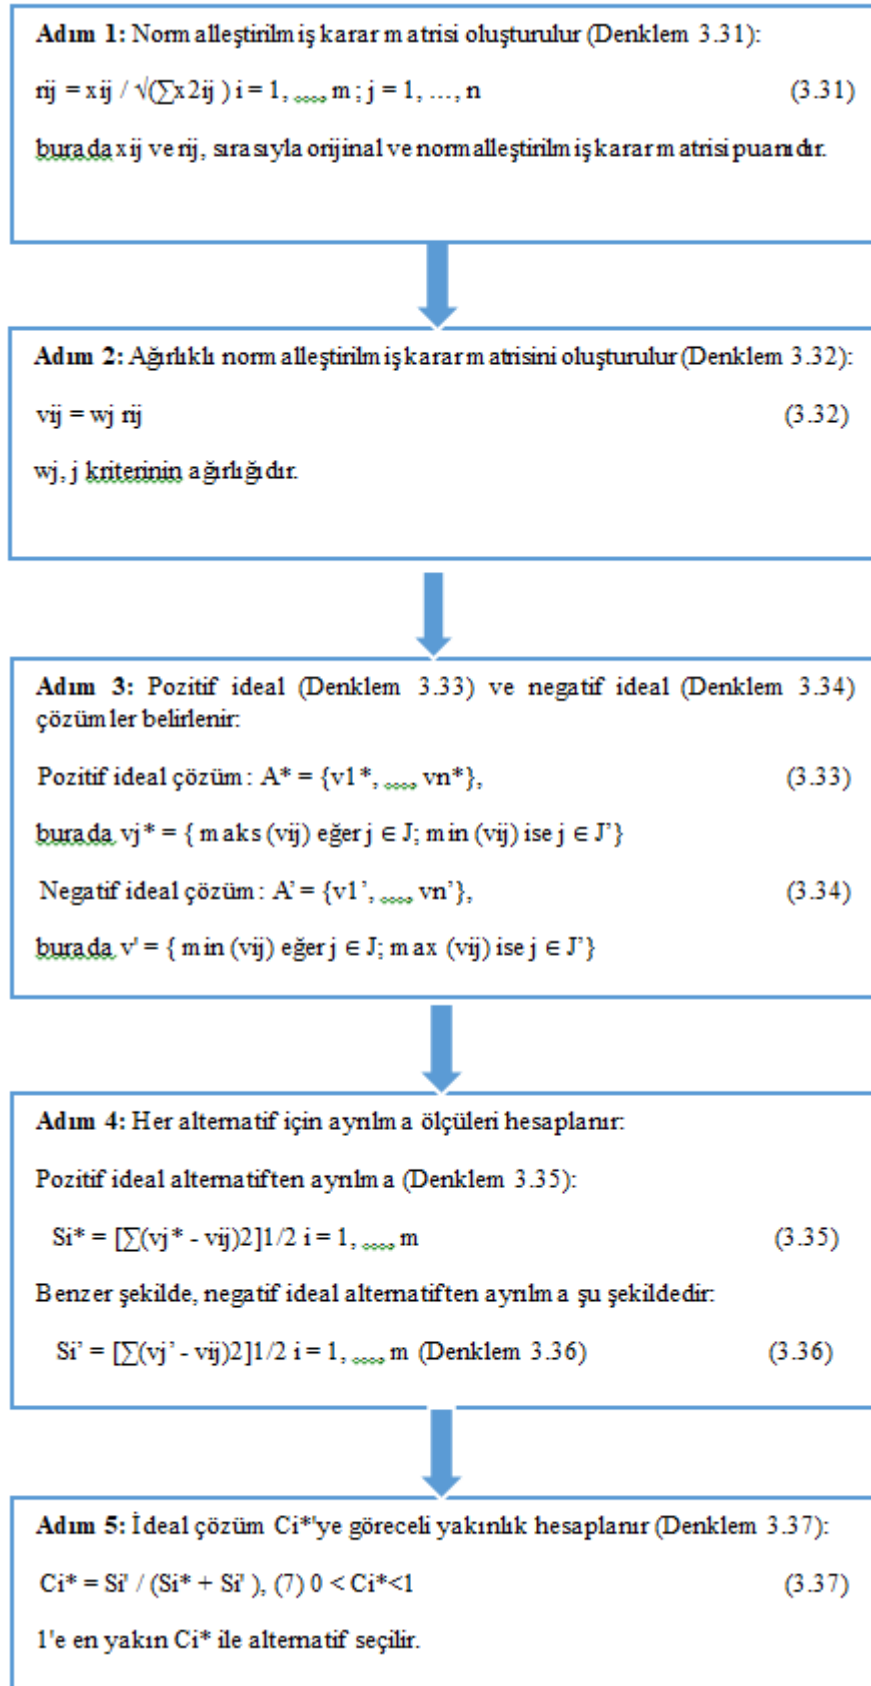 Adım 1: Normalleştirilmiş karar matrisi oluşturulur (Denklem 3.31):
rij = xij / √(∑x2ij ) i = 1, ..., m ; j = 1, …, n (3.31)
burada xij ve rij, sırasıyla orijinal ve normalleştirilmiş karar matrisi puanıdır.
Adım 2: Ağırlıklı normalleştirilmiş karar matrisini oluşturulur (Denklem 3.32):
vij = wj rij (3.32)
wj, j kriterinin ağırlığıdır.
Adım 3: Pozitif ideal (Denklem 3.33) ve negatif ideal (Denklem 3.34)
çözümler belirlenir:
Pozitif ideal çözüm : A* = {v1*, ..., vn*}, (3.33)
burada vj* = { maks (vij) eğer j ∈ J; min (vij) ise j ∈ J’}
Negatif ideal çözüm : A’ = {v1’, ..., vn’}, (3.34)
burada v' = { min (vij) eğer j ∈ J; max (vij) ise j ∈ J’}
Adım 4: Her alternatif için ayrılma ölçüleri hesaplanır:
Pozitif ideal alternatiften ayrılma (Denklem 3.35):
Si* = [∑(vj* - vij)2]1/2 i = 1, ..., m (3.35)
Benzer şekilde, negatif ideal alternatiften ayrılma şu şekildedir:
Si’ = [∑(vj’ - vij)2]1/2 i = 1, ..., m (Denklem 3.36) (3.36)
Adım 5: İdeal çözüm Ci*'ye göreceli yakınlık hesaplanır (Denklem 3.37):
Ci* = Si' / (Si* + Si' ), (7) 0 < Ci*<1 (3.37)
1'e en yakın Ci* ile alternatif seçilir.